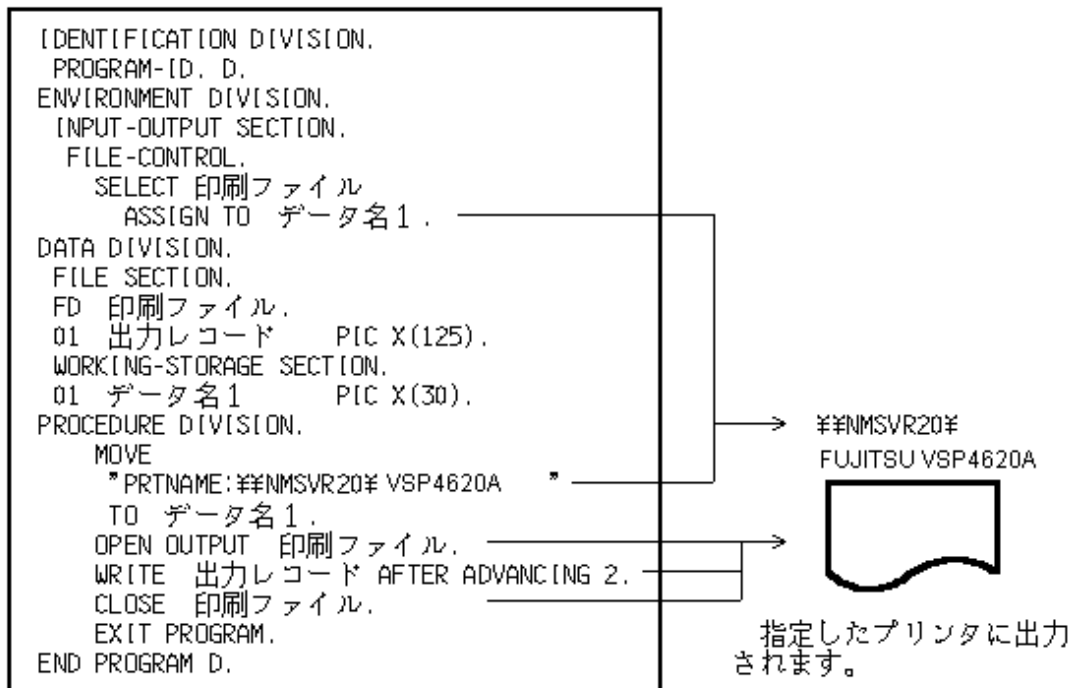 IDENTIFICATION DIVISION.
PROGRAM-ID. D.
ENVIRONMENT DIVISION.
INPUT-OUTPUT SECTION.
FILE-CONTROL.
SELECT 印刷ファイル
ASSIGN TO データ名1.
DATA DIVISION.
FILE SECTION.
FD 印刷ファイル.
01 出力レコード PIC X(125).
WORKING-STORAGE SECTION.
01 データ名1 PIC X(30).
PROCEDURE DIVISION.
MOVE
"PRTNAME:¥¥NMSVR20¥ VSP4620A "
TO データ名1.
OPEN OUTPUT 印刷ファイル.
WRITE 出力レコード AFTER ADVANCING 2.
CLOSE 印刷ファイル.
EXIT PROGRAM.
END PROGRAM D.
¥¥NMSVR20¥
FUJITSU VSP4620A
指定したプリンタに出力
されます。